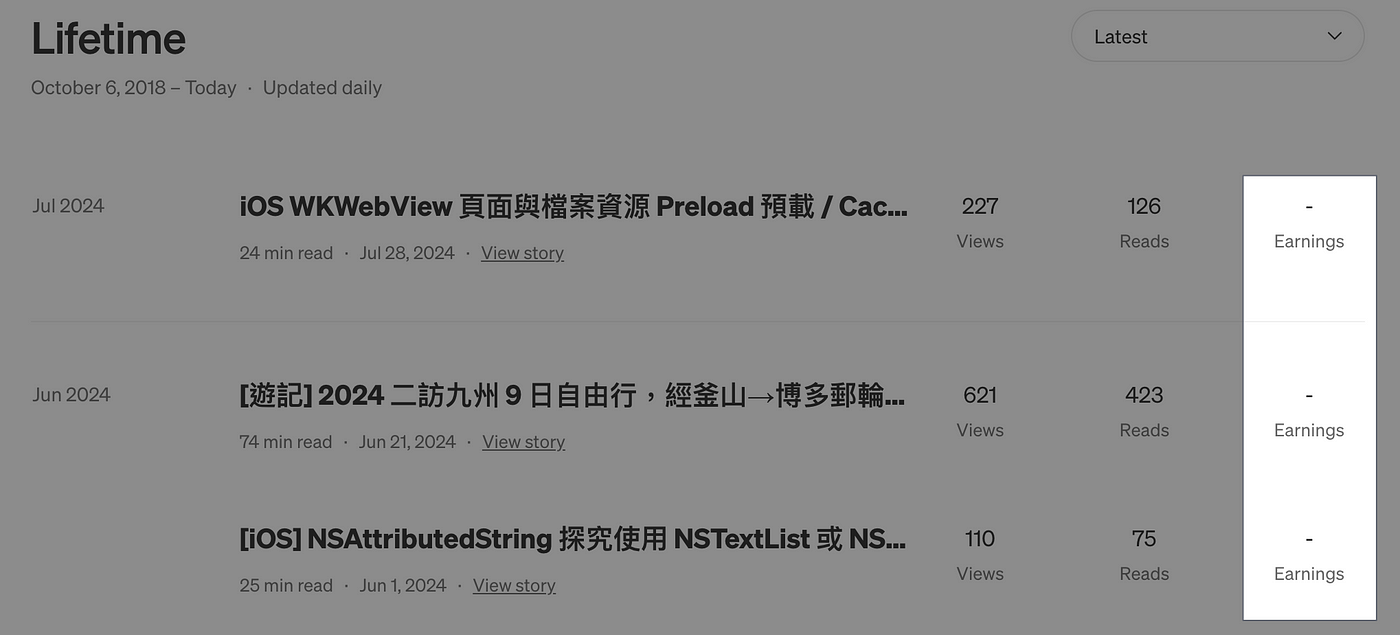 Lifetime
Latest
October 6, 2018 – Today · Updated daily
Jul 2024
iOS WKWebView 頁面與檔案資源 Preload 預載 / Cac...
227
126
-
Views
Reads
Earnings
24 min read · Jul 28, 2024 · View story
Jun 2024
[遊記] 2024 二訪九州 9 日自由行，經釜山→博多郵輪...
621
423
-
Views
Reads
Earnings
74 min read · Jun 21, 2024 · View story
[iOS] NSAttributedString 探究使用 NSTextList 或 NS...
110
75
-
Views
Reads
Earnings
25 min read · Jun 1, 2024 · View story